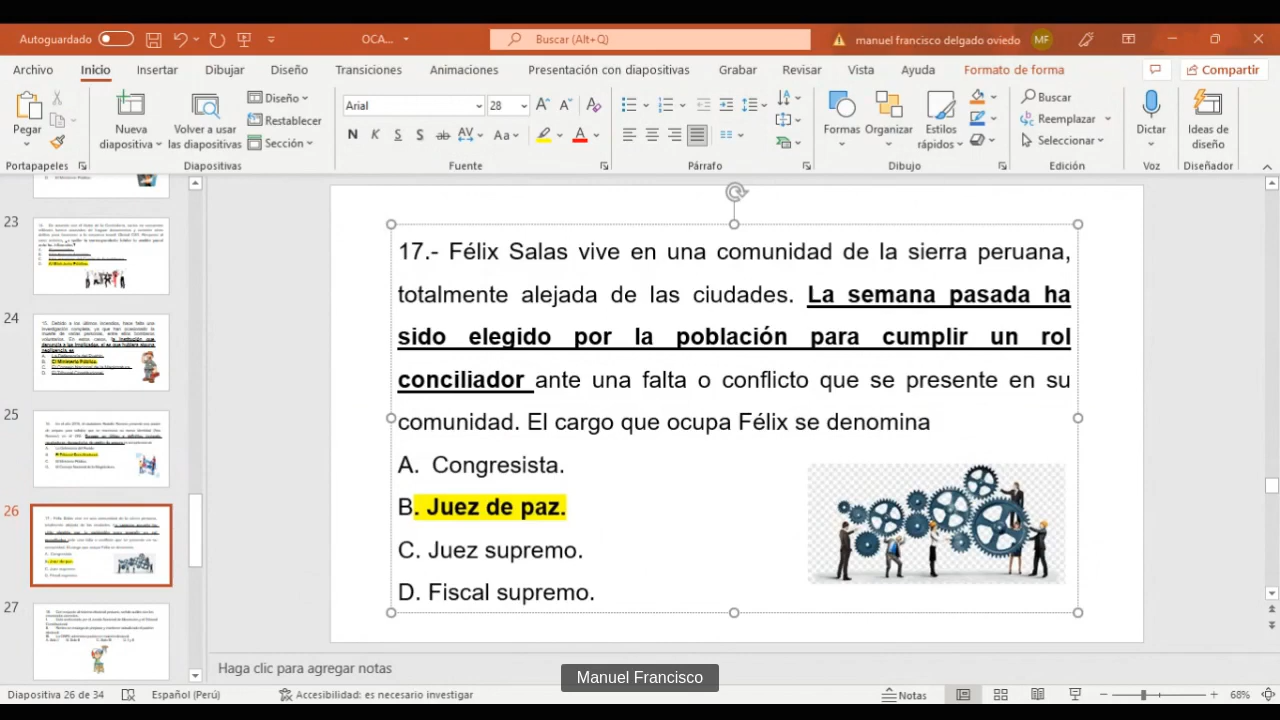 Autoguardado
OCA...
Buscar (Alt+Q)
manuel francisco delgado oviedo
MF
Archivo Inicio Insertar Dibujar Diseño Transiciones Animaciones Presentación con diapositivas Grabar Revisar Vista Ayuda Formato de forma
Compartir
Pegar
Nueva diapositiva
Volver a usar las diapositivas
Diseño
Restablecer
Sección
Arial 28
N K S S ab AV Aa A
Formas Organizar Estilos rápidos
Buscar
Reemplazar
Seleccionar
Dictar
Ideas de diseño
Portapapeles Diapositivas Fuente Párrafo Dibujo Edición Voz Diseñador
23
24
25
26
27
17.- Félix Salas vive en una comunidad de la sierra peruana,
totalmente alejada de las ciudades. La semana pasada ha
sido elegido por la población para cumplir un rol
conciliador ante una falta o conflicto que se presente en su
comunidad. El cargo que ocupa Félix se denomina
A. Congresista.
B. Juez de paz.
C. Juez supremo.
D. Fiscal supremo.
Haga clic para agregar notas
Manuel Francisco
Diapositiva 26 de 34
Español (Perú)
Accesibilidad: es necesario investigar
Notas
68%